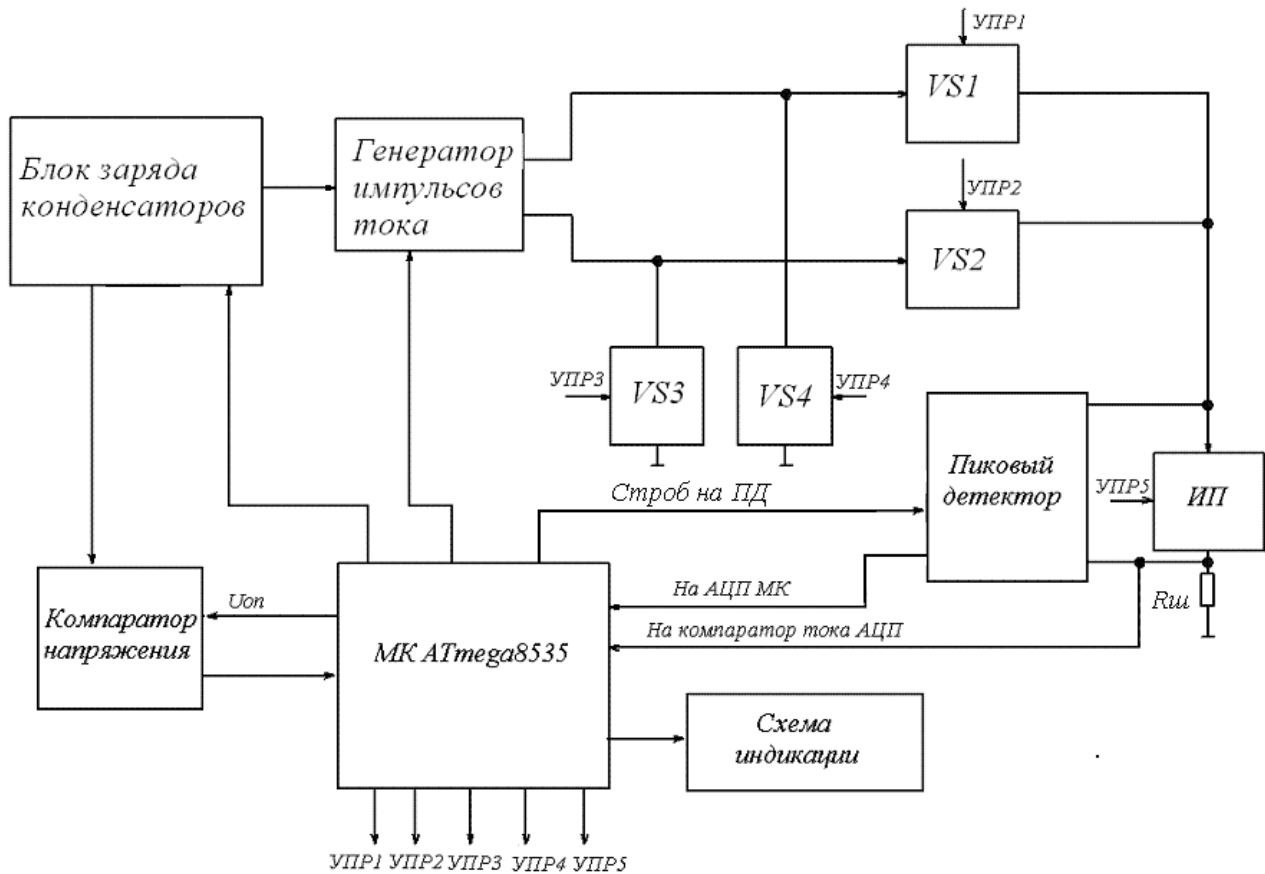 УПР1
VS1
Блок заряда
конденсаторов
Генератор
импульсов
тока
УПР2
VS2
УПР3
VS3
VS4
УПР4
Пиковый
детектор
УПР5
ИП
Строб на ПД
Uоп
На АЦП МК
Rш
Компаратор
напряжения
МК ATmega8535
На компаратор тока АЦП
Схема
индикации
УПР1 УПР2 УПР3 УПР4 УПР5